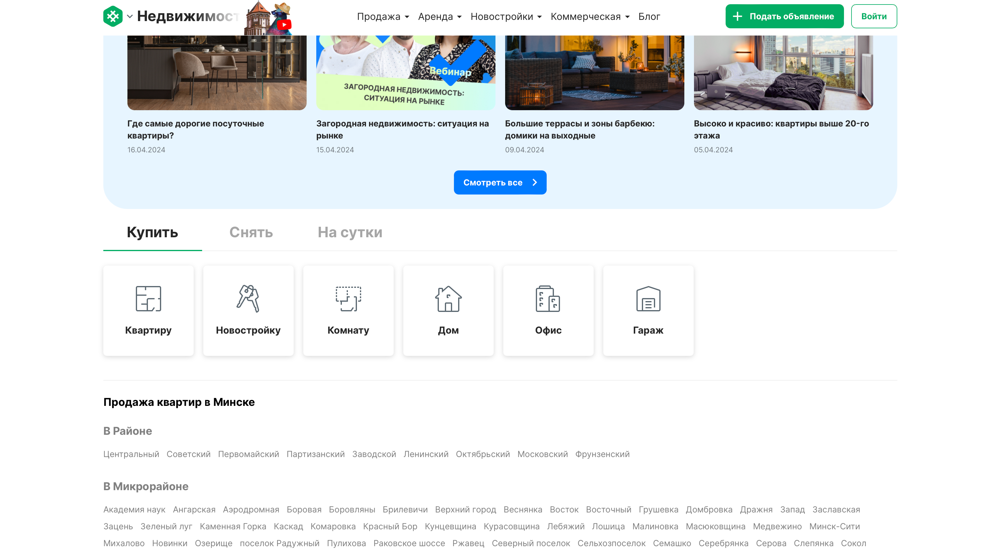 Недвижимост
Продажа Аренда Новостройки Коммерческая Блог
Подать объявление
Войти
Вебинар
ЗАГОРОДНАЯ НЕДВИЖИМОСТЬ:
СИТУАЦИЯ НА РЫНКЕ
Где самые дорогие посуточные
квартиры?
16.04.2024
Загородная недвижимость: ситуация на
рынке
15.04.2024
Большие террасы и зоны барбекю:
домики на выходные
09.04.2024
Высоко и красиво: квартиры выше 20-го
этажа
05.04.2024
Смотреть все
Купить Снять На сутки
Квартиру Новостройку Комнату Дом Офис Гараж
Продажа квартир в Минске
В Районе
Центральный Советский Первомайский Партизанский Заводской Ленинский Октябрьский Московский Фрунзенский
В Микрорайоне
Академия наук Ангарская Аэродромная Боровая Боровляны Брилевичи Верхний город Веснянка Восток Восточный Грушевка Домбровка Дражня Запад Заславская
Зацень Зеленый луг Каменная Горка Каскад Комаровка Красный Бор Кунцевщина Курасовщина Лебяжий Лошица Малиновка Масюковщина Медвежино Минск-Сити
Михалово Новинки Озерище поселок Радужный Пулихова Раковское шоссе Ржавец Северный поселок Сельхозпоселок Семашко Серебрянка Серова Слепянка Сокол